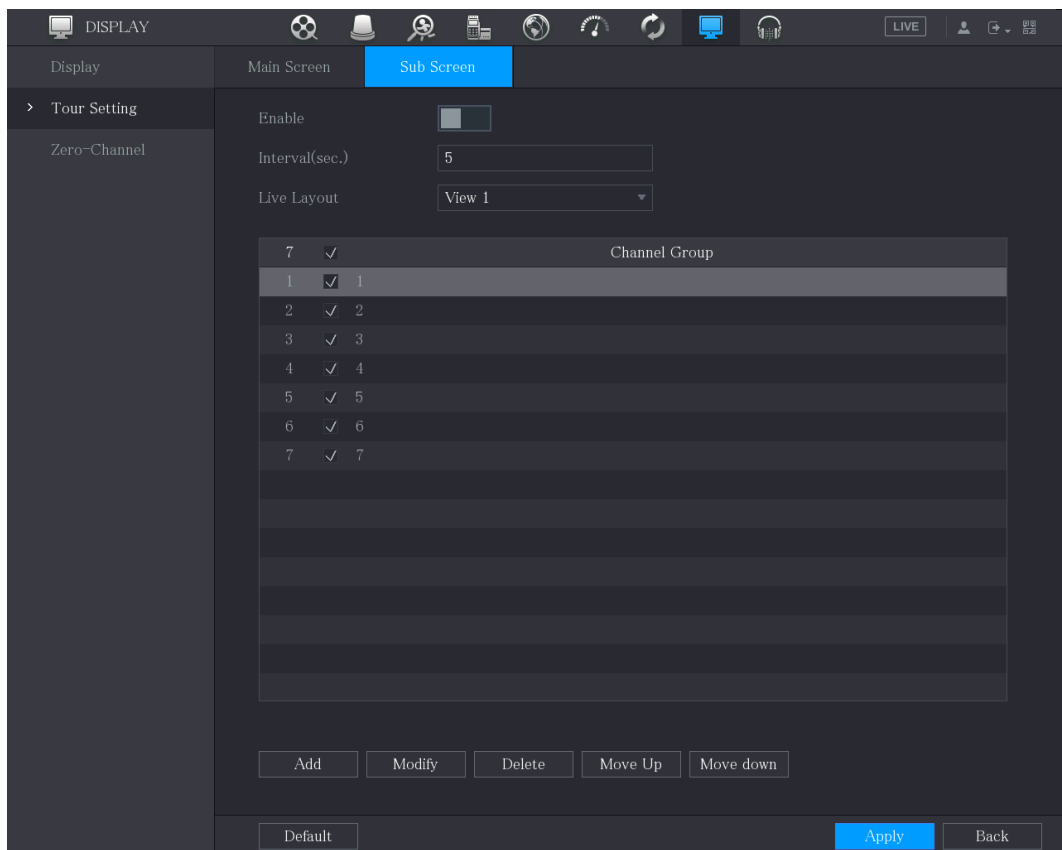 DISPLAY LIVE
Display Main Screen Sub Screen
Tour Setting Enable
Zero-Channel
Interval(sec.) 5
Live Layout View 1
7 Channel Group
1 1
2 2
3 3
4 4
5 5
6 6
7 7
Add Modify Delete Move Up Move down
Default Apply Back